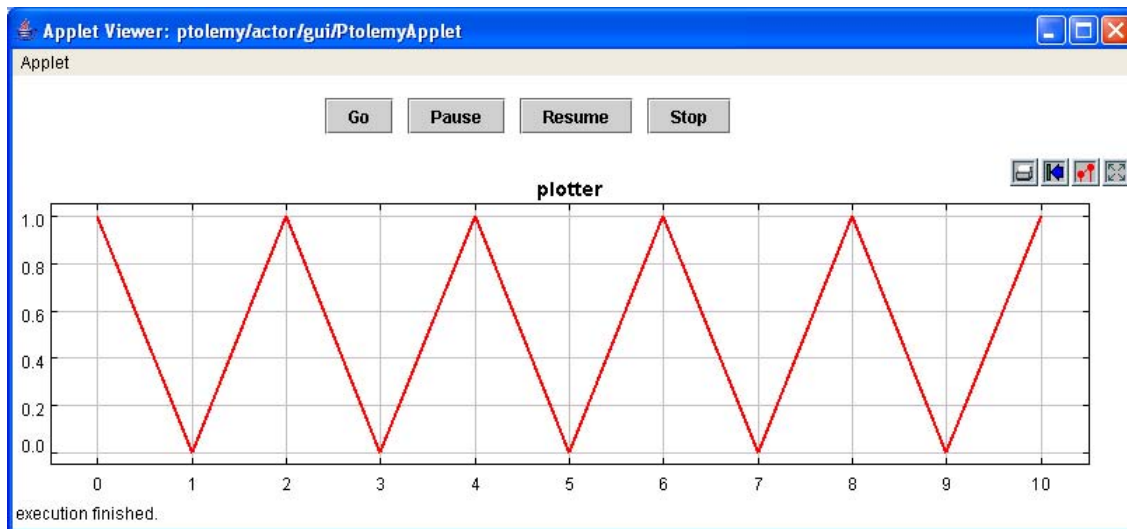 Applet Viewer: ptolemy/actor/gui/PtolemyApplet
Applet
Go Pause Resume Stop
plotter
1.0
0.8
0.6
0.4
0.2
0.0
0 1 2 3 4 5 6 7 8 9 10
execution finished.